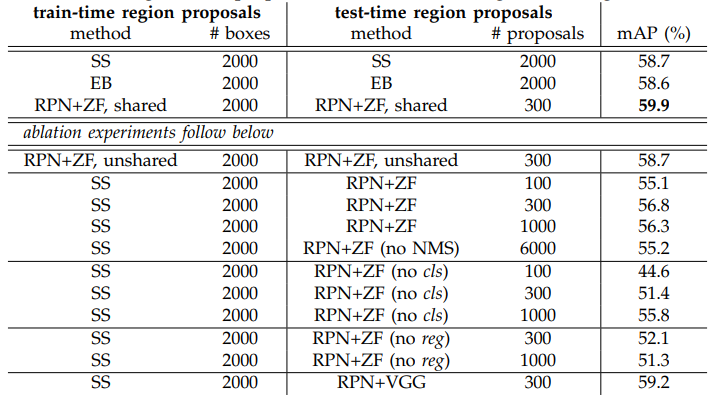 train-time region proposals test-time region proposals
method # boxes method # proposals mAP (%)
SS 2000 SS 2000 58.7
EB 2000 EB 2000 58.6
RPN+ZF, shared 2000 RPN+ZF, shared 300 59.9
ablation experiments follow below
RPN+ZF, unshared 2000 RPN+ZF, unshared 300 58.7
SS 2000 RPN+ZF 100 55.1
SS 2000 RPN+ZF 300 56.8
SS 2000 RPN+ZF 1000 56.3
SS 2000 RPN+ZF (no NMS) 6000 55.2
SS 2000 RPN+ZF (no cls) 100 44.6
SS 2000 RPN+ZF (no cls) 300 51.4
SS 2000 RPN+ZF (no cls) 1000 55.8
SS 2000 RPN+ZF (no reg) 300 52.1
SS 2000 RPN+ZF (no reg) 1000 51.3
SS 2000 RPN+VGG 300 59.2